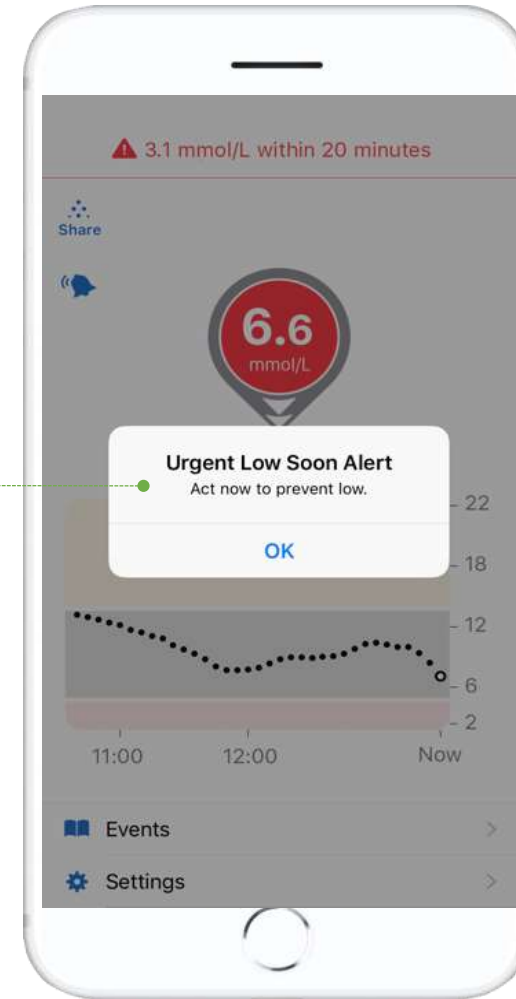 3.1 mmol/L within 20 minutes
Share
6.6
mmol/L
Urgent Low Soon Alert
Act now to prevent low.
OK
22
18
12
6
2
11:00 12:00 Now
Events
Settings